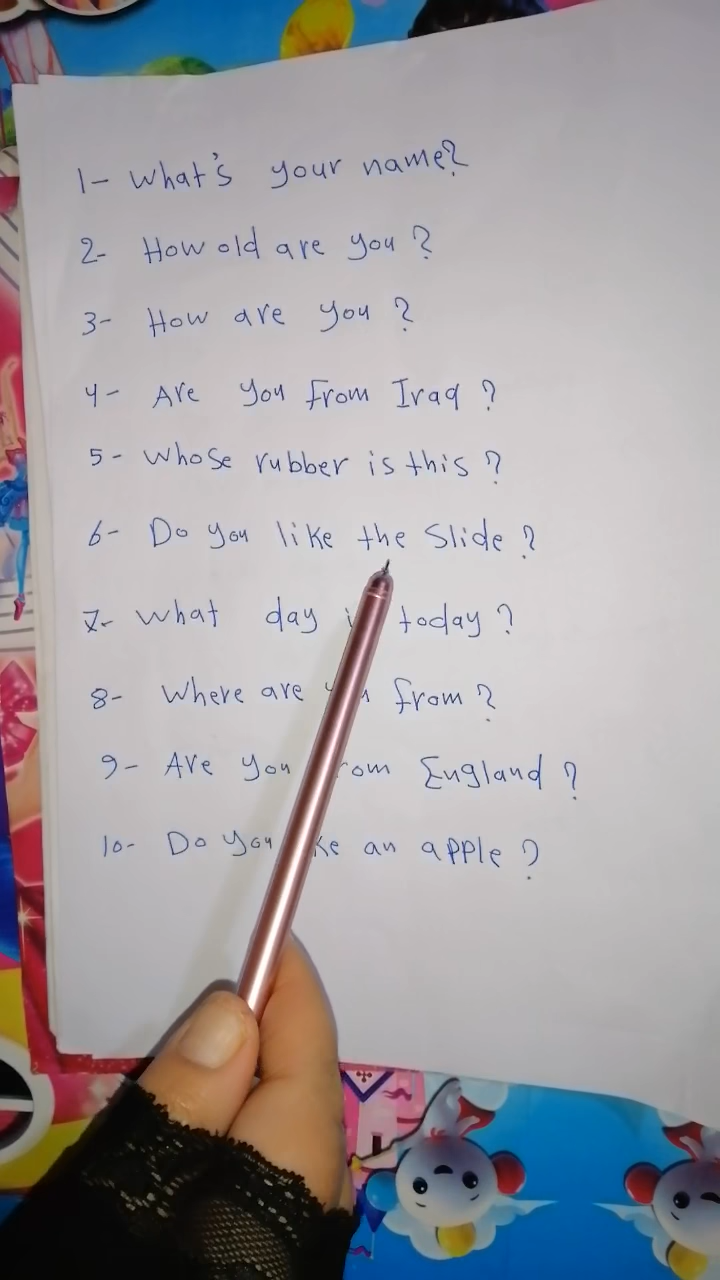 1- What's your name?
2- How old are you?
3- How are you?
4- Are you from Iraq?
5- Whose rubber is this?
6- Do you like the Slide?
7- What day today?
8- Where are from?
9- Are you England?
10- Do you an apple?